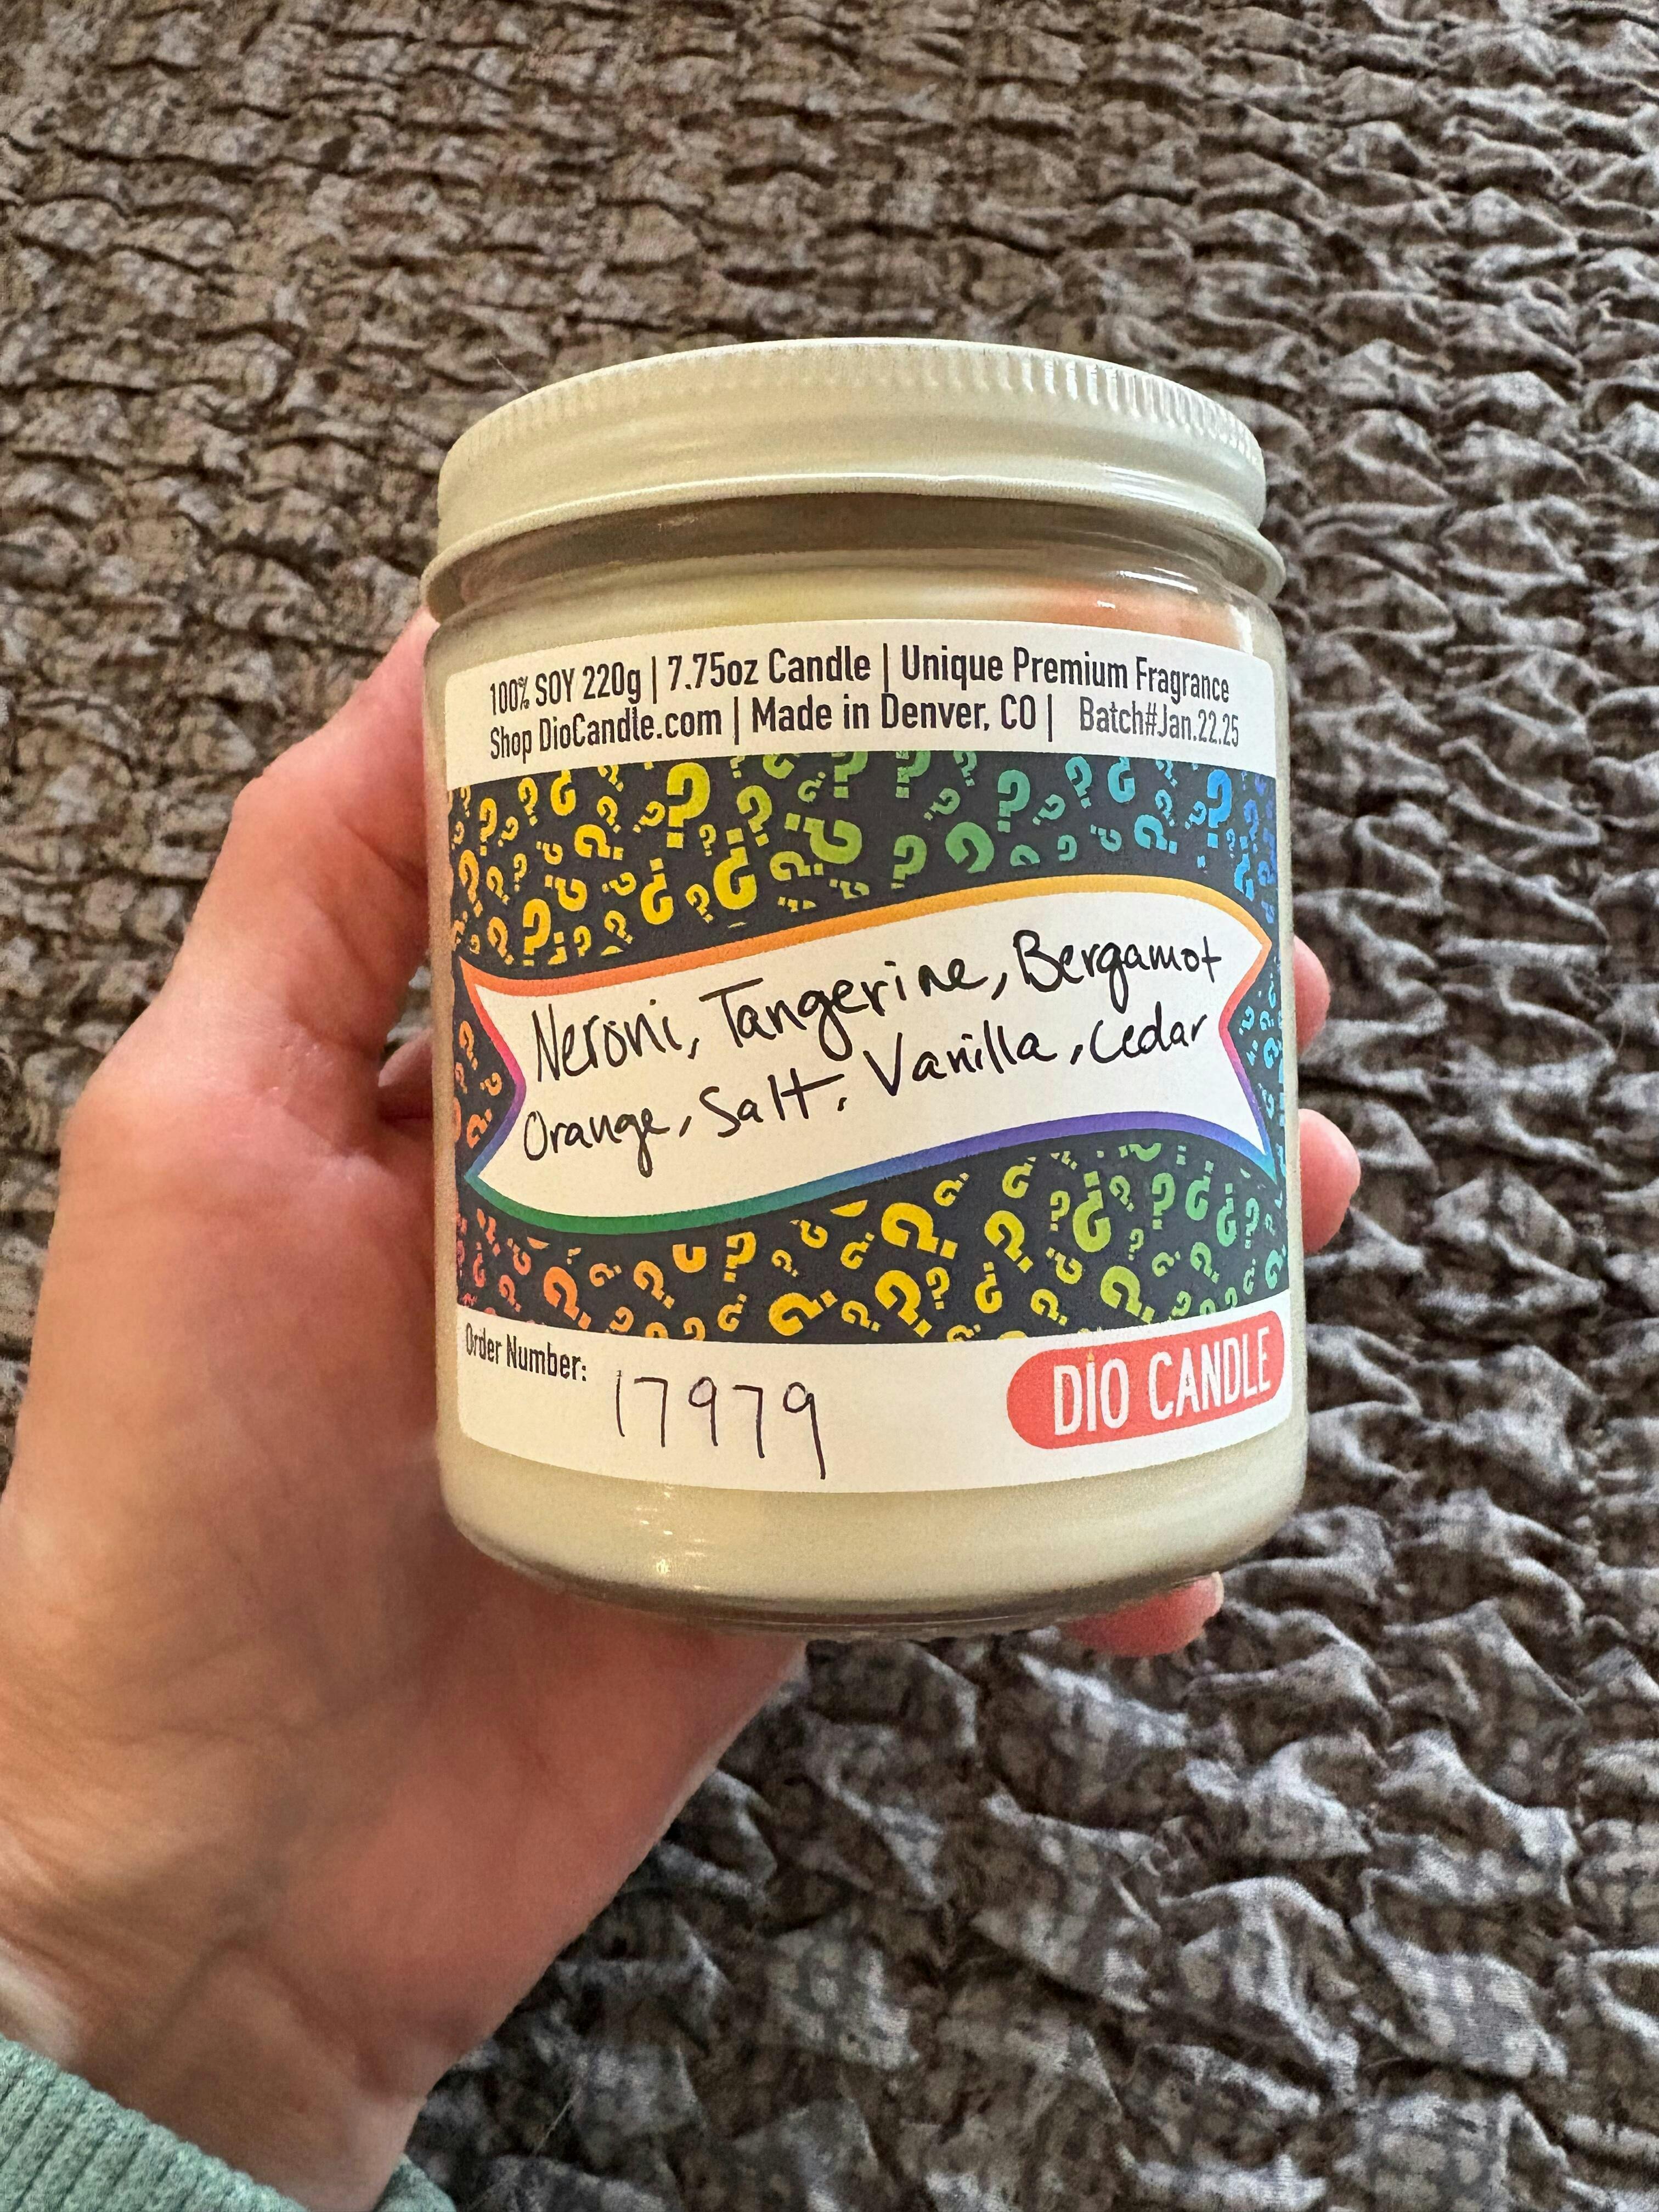 100% SOY 220g | 7.75oz Candle | Unique Premium Fragrance
Shop DioCandle.com | Made in Denver, CO | Batch#Jan.22.25
Neroni, Tangerine, Bergamot
Orange, Salt, Vanilla, Cedar
Order Number: 17979
DIO CANDLE